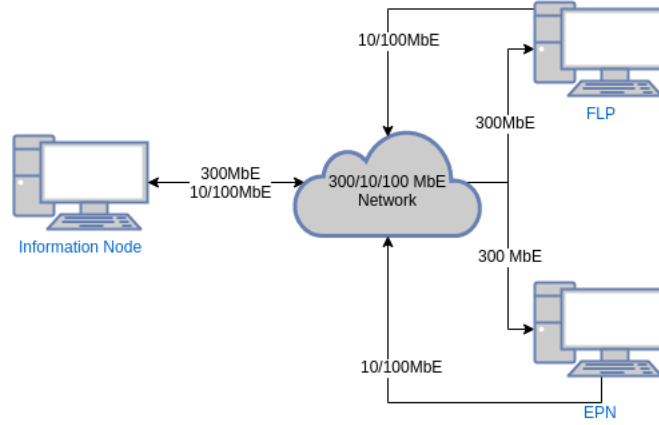 10/100MbE
FLP
300MbE
300MbE
10/100MbE
300/10/100 MbE
Network
Information Node
300 MbE
10/100MbE
EPN